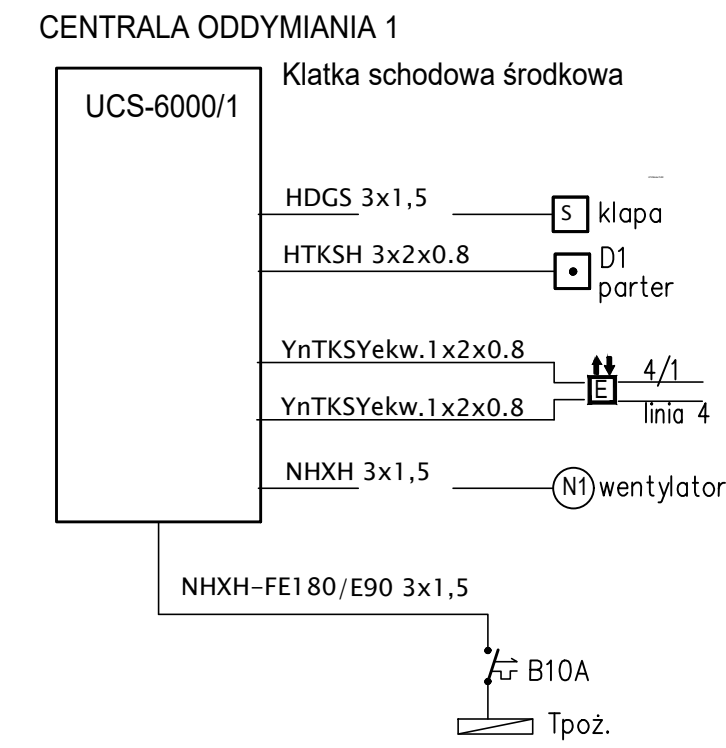 CENTRALA ODDYMIANIA 1
Klatka schodowa środkowa
UCS-6000/1
HDGS 3x1,5
S klapa
HTKSH 3x2x0.8
D1
parter
YnTKSYekw.1x2x0.8
E 4/1
YnTKSYekw.1x2x0.8
linia 4
NHXH 3x1,5
N1 wentylator
NHXH-FE180/E90 3x1,5
B10A
Tpoż.